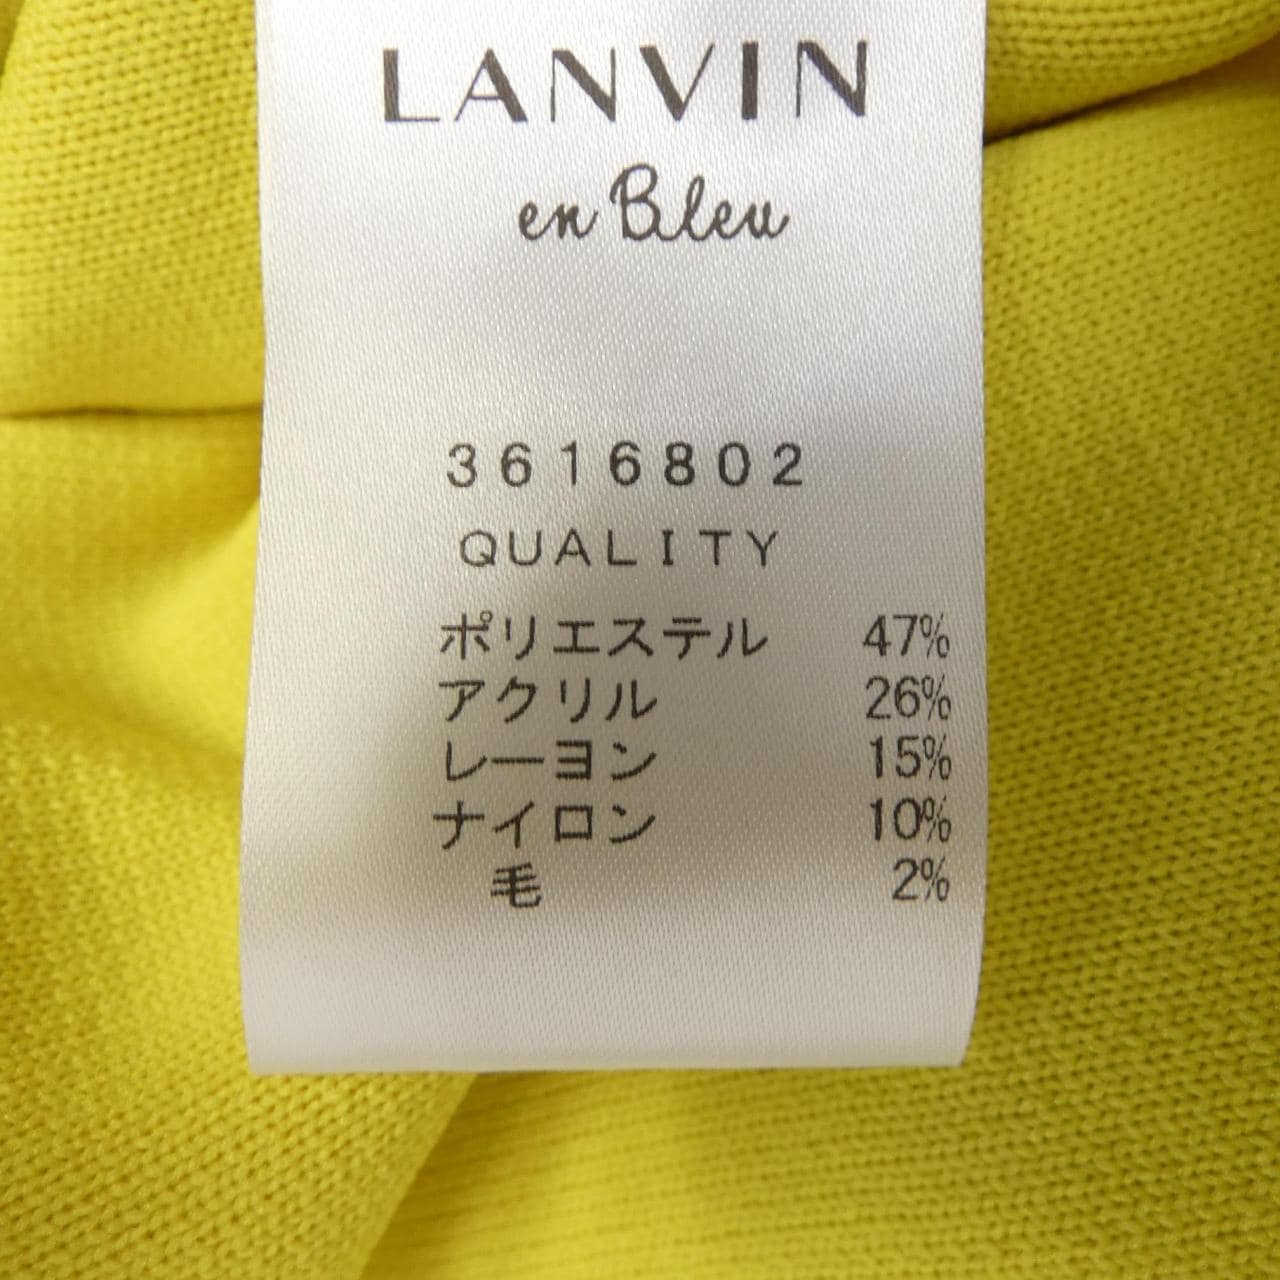 LANVIN
en Bleu
3616802
QUALITY
ポリエステル 47%
アクリル 26%
レーヨン 15%
ナイロン 10%
毛 2%